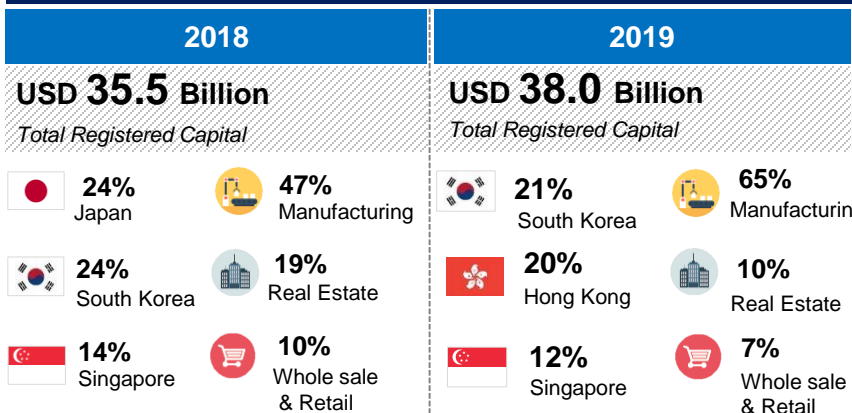 2018
USD 35.5 Billion
Total Registered Capital
24%
Japan
47%
Manufacturing
24%
South Korea
19%
Real Estate
14%
Singapore
10%
Whole sale
& Retail
2019
USD 38.0 Billion
Total Registered Capital
21%
South Korea
65%
Manufacturin
20%
Hong Kong
10%
Real Estate
12%
Singapore
7%
Whole sale
& Retail